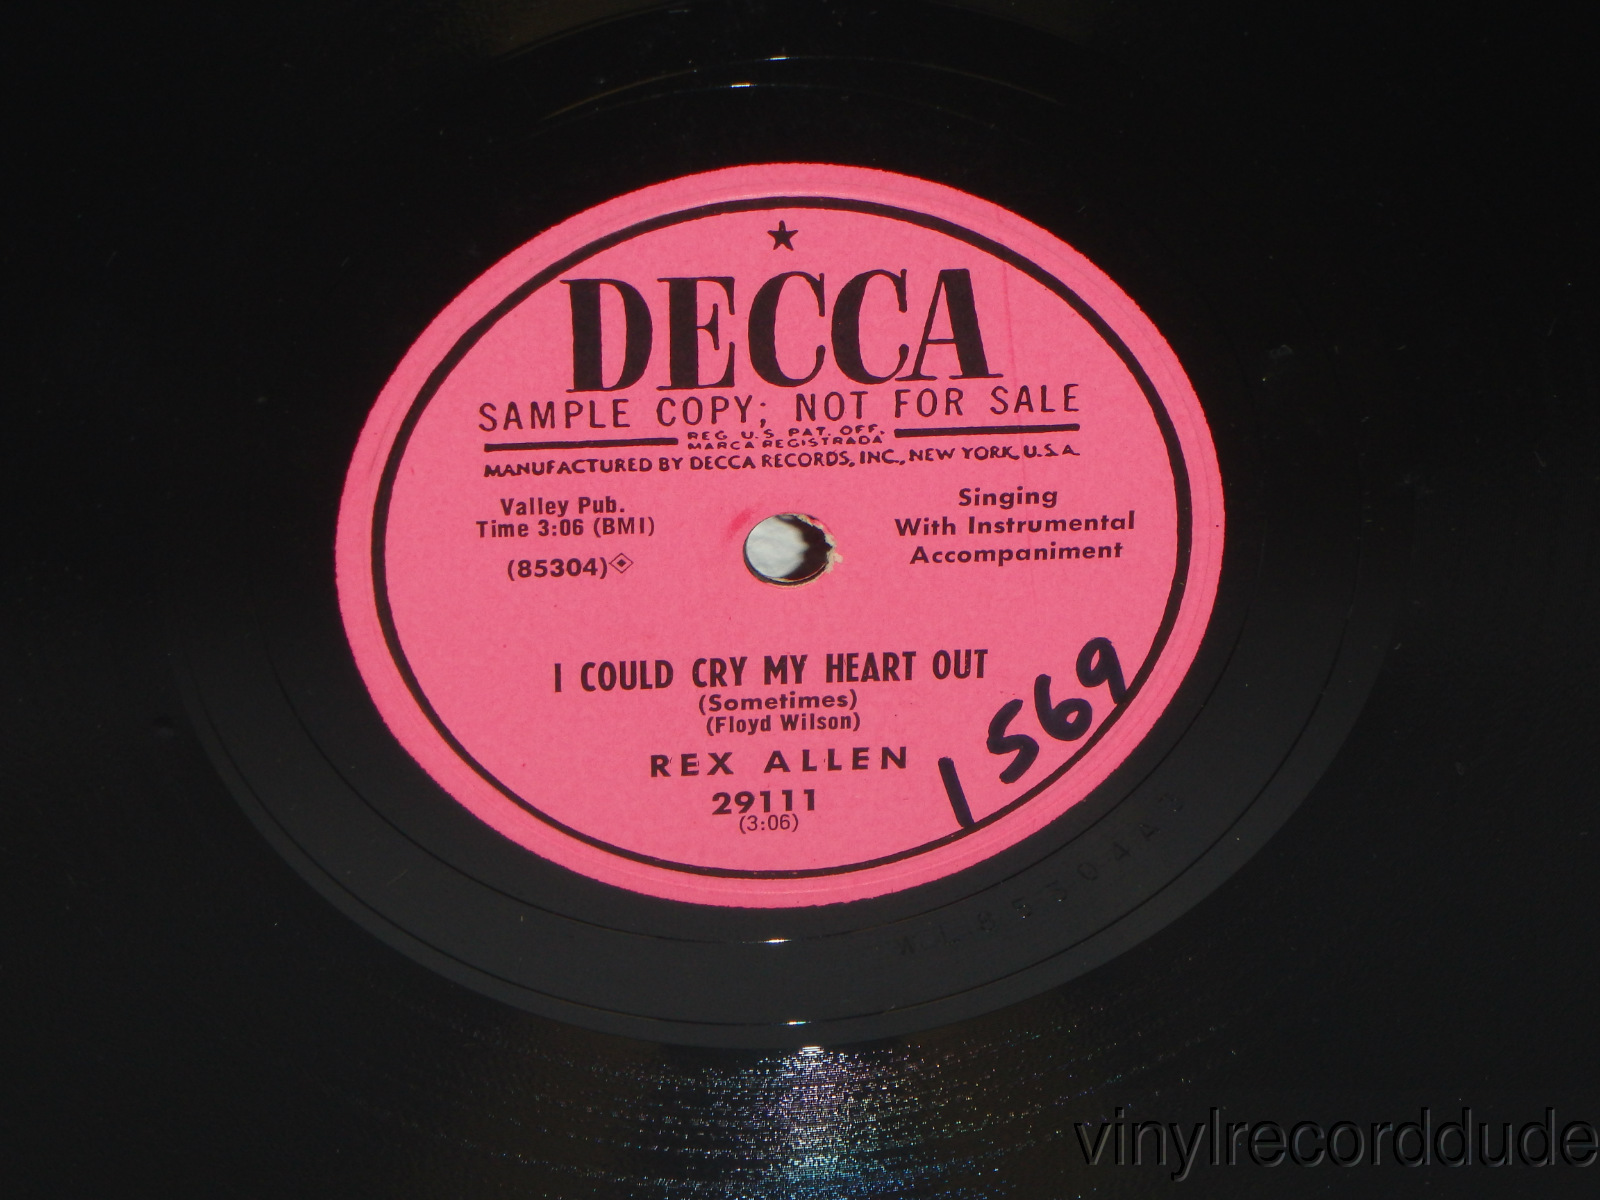 DECCA
SAMPLE COPY; NOT FOR SALE
REG. U.S. PAT. OFF.
MARCA REGISTRADA
MANUFACTURED BY DECCA RECORDS, INC., NEW YORK, U.S.A.
Valley Pub.
Time 3:06 (BMI)
(85304)
Singing
With Instrumental
Accompaniment
I COULD CRY MY HEART OUT
(Sometimes)
(Floyd Wilson)
REX ALLEN
29111
(3:06)
1569
vinylrecorddude